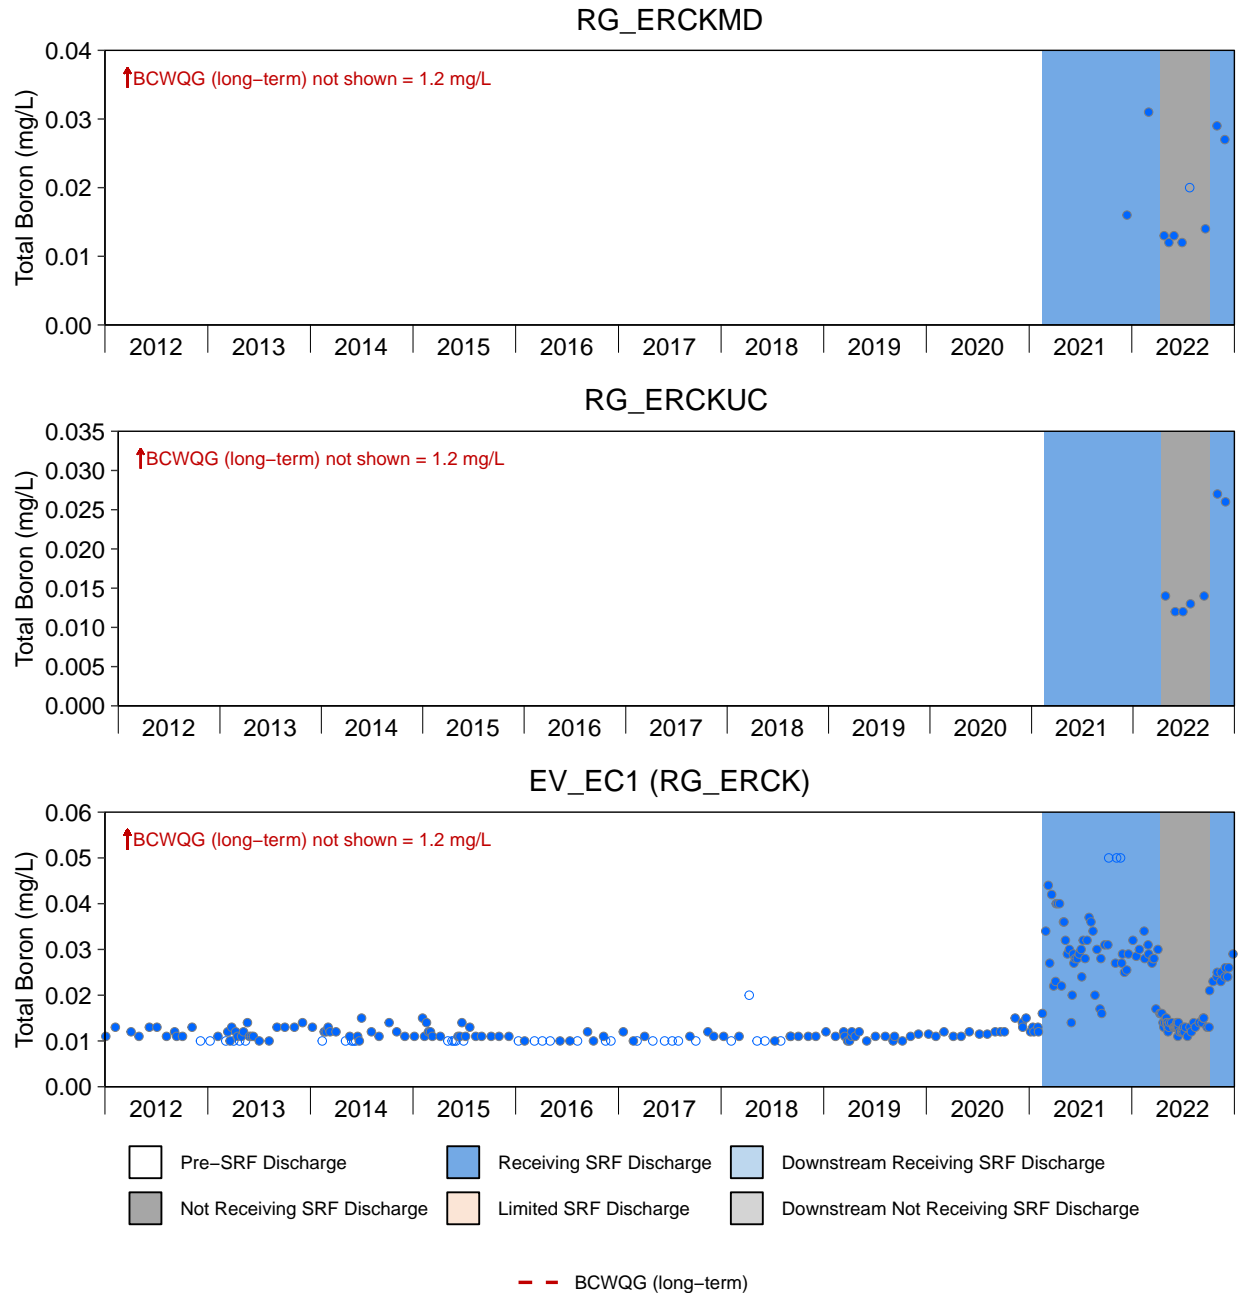 RG_ERCKMD
Total Boron (mg/L)
0.04
0.03
0.02
0.01
0.00
BCWQG (long−term) not shown = 1.2 mg/L
2012 2013 2014 2015 2016 2017 2018 2019 2020 2021 2022
RG_ERCKUC
Total Boron (mg/L)
0.035
0.030
0.025
0.020
0.015
0.010
0.005
0.000
BCWQG (long−term) not shown = 1.2 mg/L
2012 2013 2014 2015 2016 2017 2018 2019 2020 2021 2022
EV_EC1 (RG_ERCK)
Total Boron (mg/L)
0.06
0.05
0.04
0.03
0.02
0.01
0.00
BCWQG (long−term) not shown = 1.2 mg/L
2012 2013 2014 2015 2016 2017 2018 2019 2020 2021 2022
Pre−SRF Discharge Receiving SRF Discharge Downstream Receiving SRF Discharge
Not Receiving SRF Discharge Limited SRF Discharge Downstream Not Receiving SRF Discharge
BCWQG (long−term)